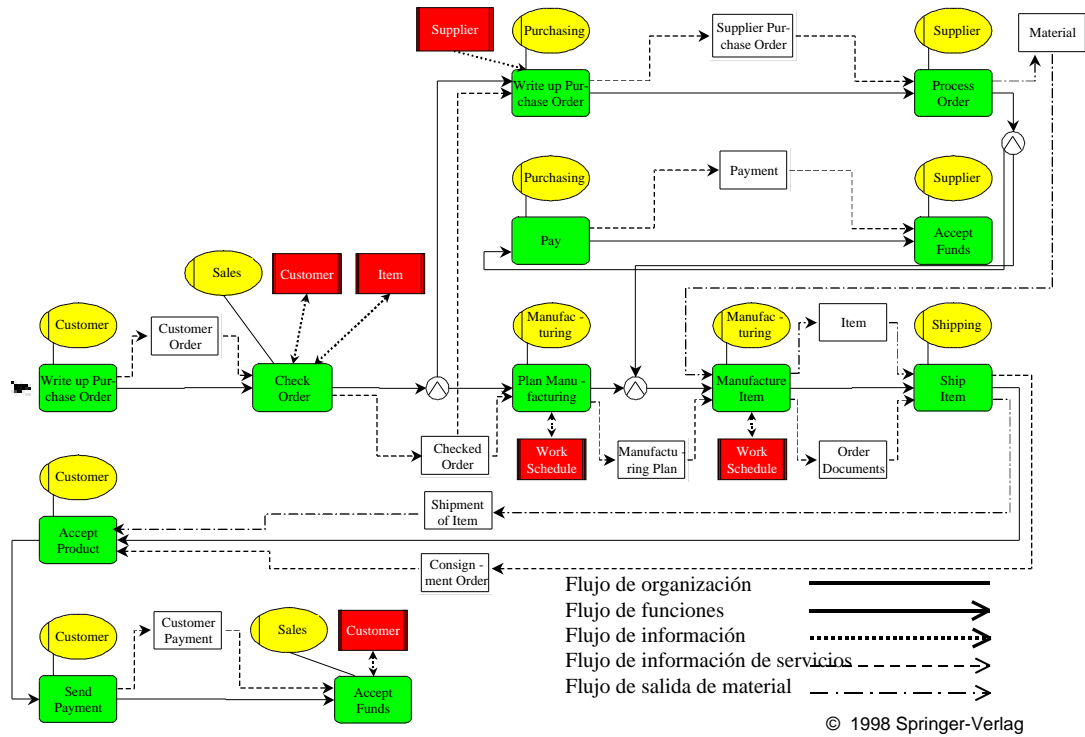 Supplier
Purchasing
Supplier Pur-
chase Order
Supplier
Material
Write up Pur-
chase Order
Process
Order
Purchasing
Payment
Supplier
Pay
Accept
Funds
Sales
Customer
Item
Customer
Customer
Order
Manufac -
turing
Manufac -
turing
Item
Shipping
Write up Pur-
chase Order
Check
Order
Plan Manu -
facturing
Manufacture
Item
Ship
Item
Checked
Order
Work
Schedule
Manufactu -
ring Plan
Work
Schedule
Order
Documents
Customer
Shipment
of Item
Accept
Product
Consign -
ment Order
Flujo de organización
Flujo de funciones
Flujo de información
Flujo de información de servicios
Flujo de salida de material
Customer
Customer
Payment
Sales
Customer
Send
Payment
Accept
Funds
© 1998 Springer-Verlag